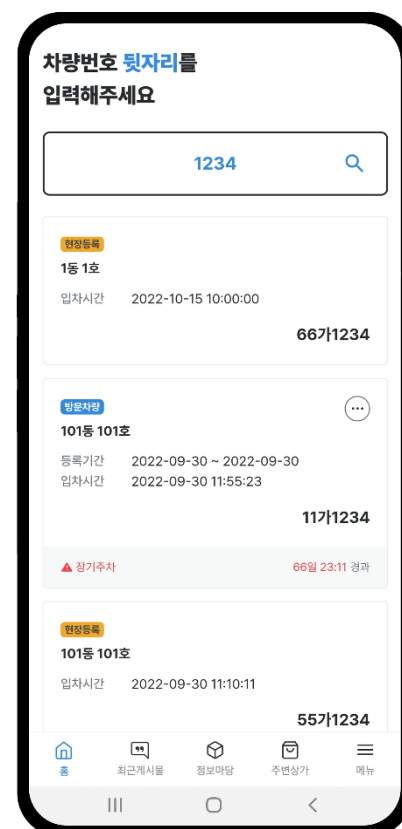 차량번호 뒷자리를
입력해주세요
1234
현장등록
1동 1호
입차시간 2022-10-15 10:00:00
66가1234
방문차량
101동 101호
등록기간 2022-09-30 ~ 2022-09-30
입차시간 2022-09-30 11:55:23
11가1234
장기주차 66일 23:11 경과
현장등록
101동 101호
입차시간 2022-09-30 11:10:11
55가1234
홈 최근게시물 정보마당 주변상가 메뉴